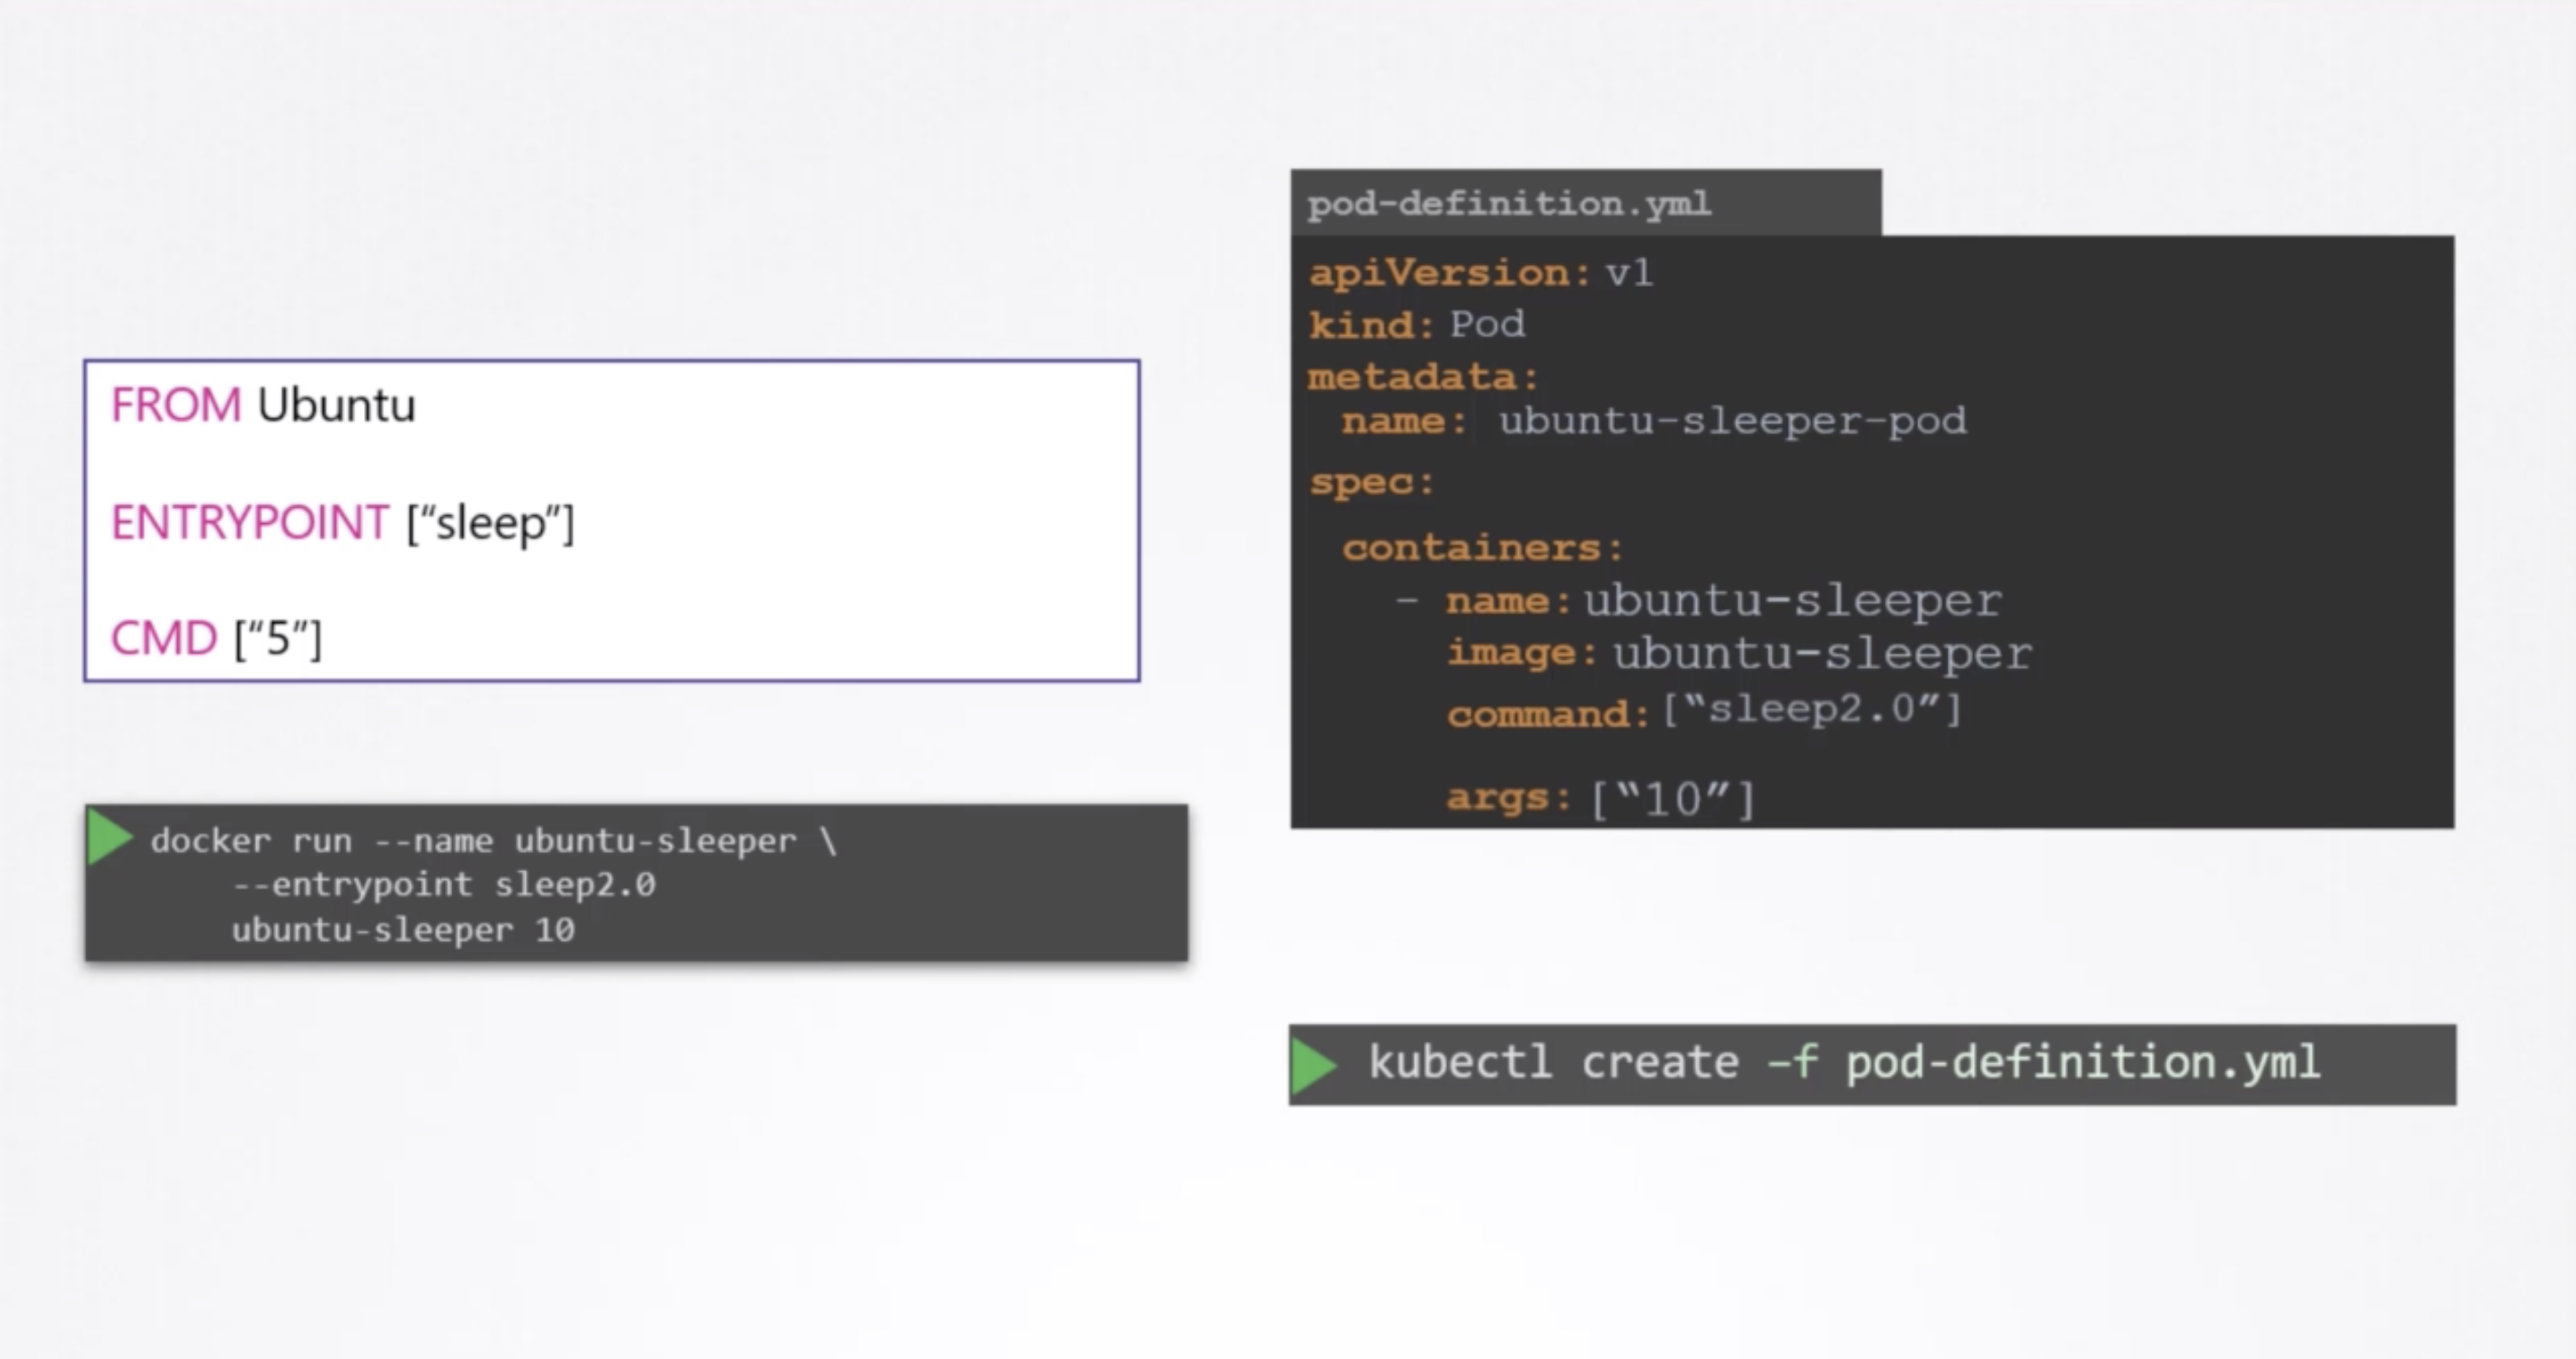 FROM Ubuntu
ENTRYPOINT [“sleep”]
CMD [“5”]
docker run --name ubuntu-sleeper \
--entrypoint sleep2.0
ubuntu-sleeper 10
pod-definition.yml
apiVersion: v1
kind: Pod
metadata:
name: ubuntu-sleeper-pod
spec:
containers:
- name: ubuntu-sleeper
image: ubuntu-sleeper
command: [“sleep2.0”]
args: [“10”]
kubectl create –f pod-definition.yml